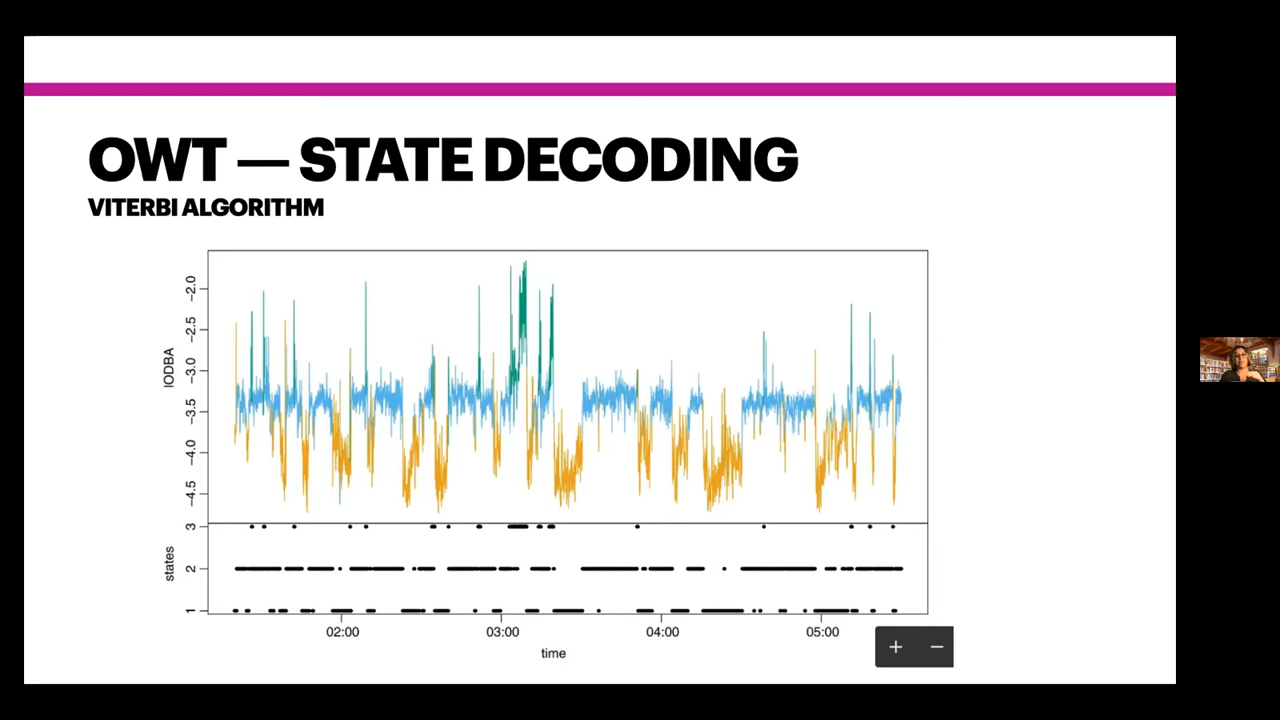 OWT — STATE DECODING
VITERBI ALGORITHM
lODBA
-2.0
-2.5
-3.0
-3.5
-4.0
-4.5
states
3
2
1
02:00 03:00 04:00 05:00
time
+ −